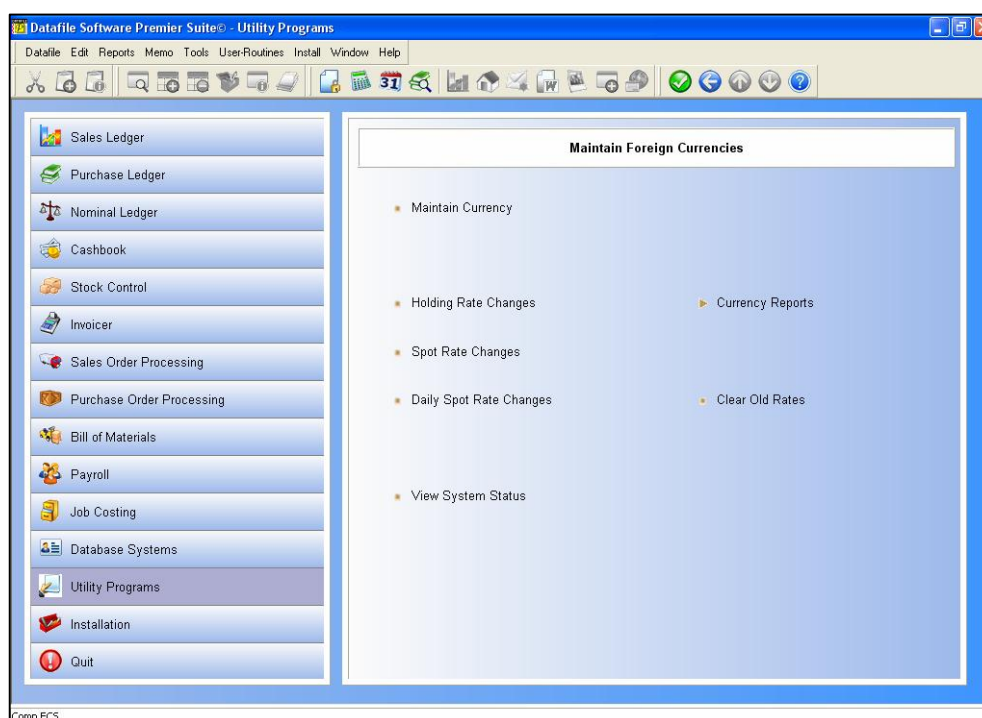 Datafile Software Premier Suite© - Utility Programs
Datafile Edit Reports Memo Tools User-Routines Install Window Help
31 W ?
Sales Ledger
Purchase Ledger
Nominal Ledger
Cashbook
Stock Control
Invoicer
Sales Order Processing
Purchase Order Processing
Bill of Materials
Payroll
Job Costing
Database Systems
Utility Programs
Installation
Quit
Maintain Foreign Currencies
Maintain Currency
Holding Rate Changes
Currency Reports
Spot Rate Changes
Daily Spot Rate Changes
Clear Old Rates
View System Status
Comp ECS